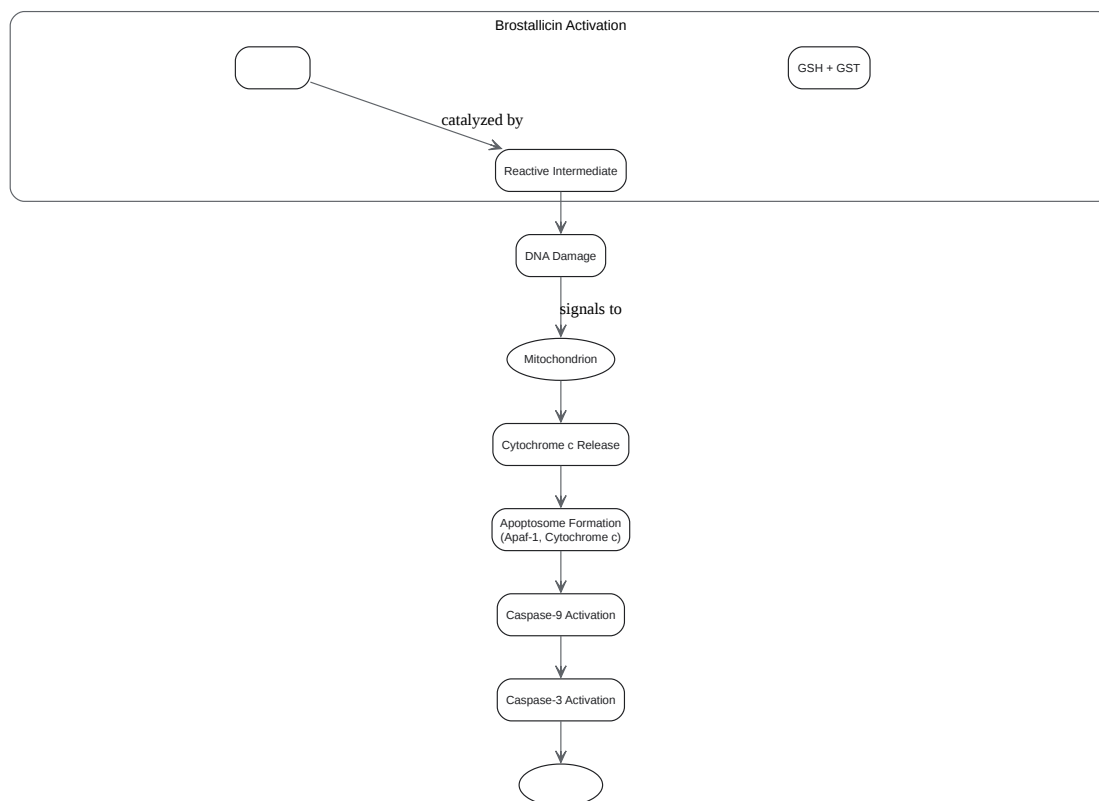 Brostallicin Activation
GSH + GST
catalyzed by
Reactive Intermediate
DNA Damage
signals to
Mitochondrion
Cytochrome c Release
Apoptosome Formation
(Apaf-1, Cytochrome c)
Caspase-9 Activation
Caspase-3 Activation